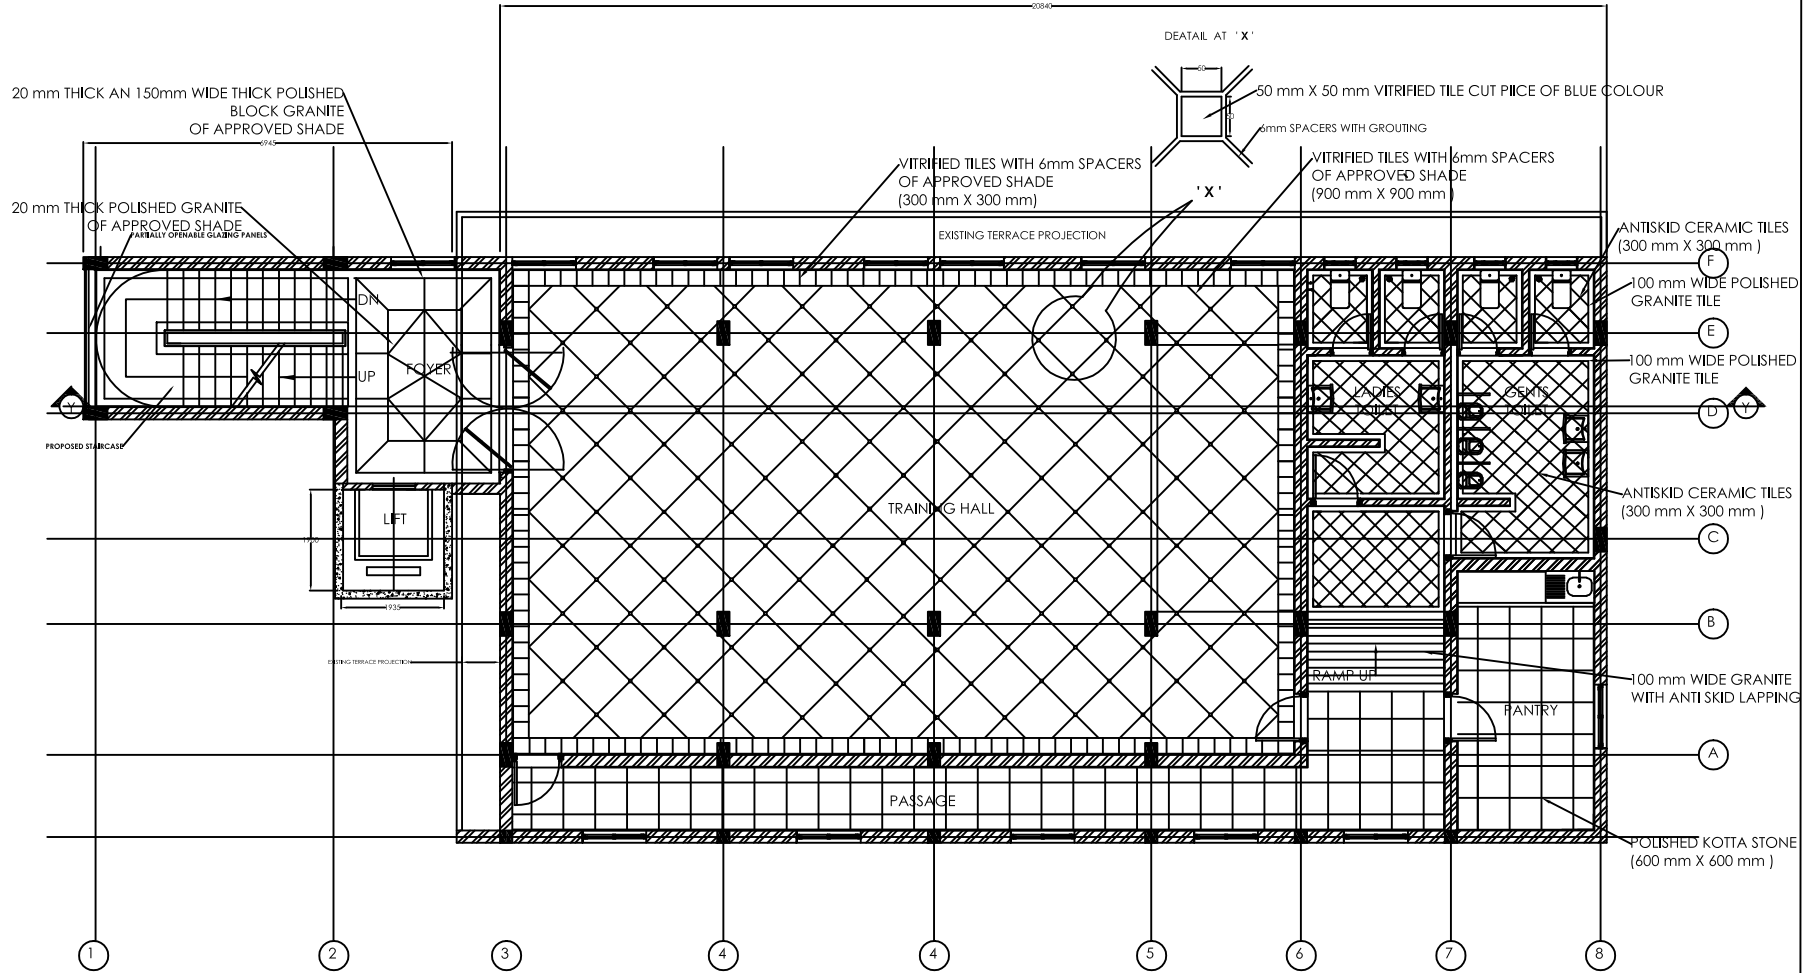 20840
DEATAIL AT 'X'
60
50 mm X 50 mm VITRIFIED TILE CUT PIICE OF BLUE COLOUR
6mm SPACERS WITH GROUTING
20 mm THICK AN 150mm WIDE THICK POLISHED
BLOCK GRANITE
OF APPROVED SHADE
6945
VITRIFIED TILES WITH 6mm SPACERS
OF APPROVED SHADE
(300 mm X 300 mm)
VITRIFIED TILES WITH 6mm SPACERS
OF APPROVED SHADE
(900 mm X 900 mm )
'X'
20 mm THICK POLISHED GRANITE
OF APPROVED SHADE
PARTIALLY OPENABLE GLAZING PANELS
EXISTING TERRACE PROJECTION
ANTISKID CERAMIC TILES
(300 mm X 300 mm )
F
100 mm WIDE POLISHED
GRANITE TILE
DN
E
FOYER
UP
100 mm WIDE POLISHED
GRANITE TILE
LADIES
TOILET
GENTS
TOILET
Y
D
Y
PROPOSED STAIRCASE
ANTISKID CERAMIC TILES
(300 mm X 300 mm )
TRAINING HALL
LIFT
C
1935
B
EXISTING TERRACE PROJECTION
RAMP UP
100 mm WIDE GRANITE
WITH ANTI SKID LAPPING
PANTRY
A
PASSAGE
POLISHED KOTTA STONE
(600 mm X 600 mm )
1
2
3
4
4
5
6
7
8